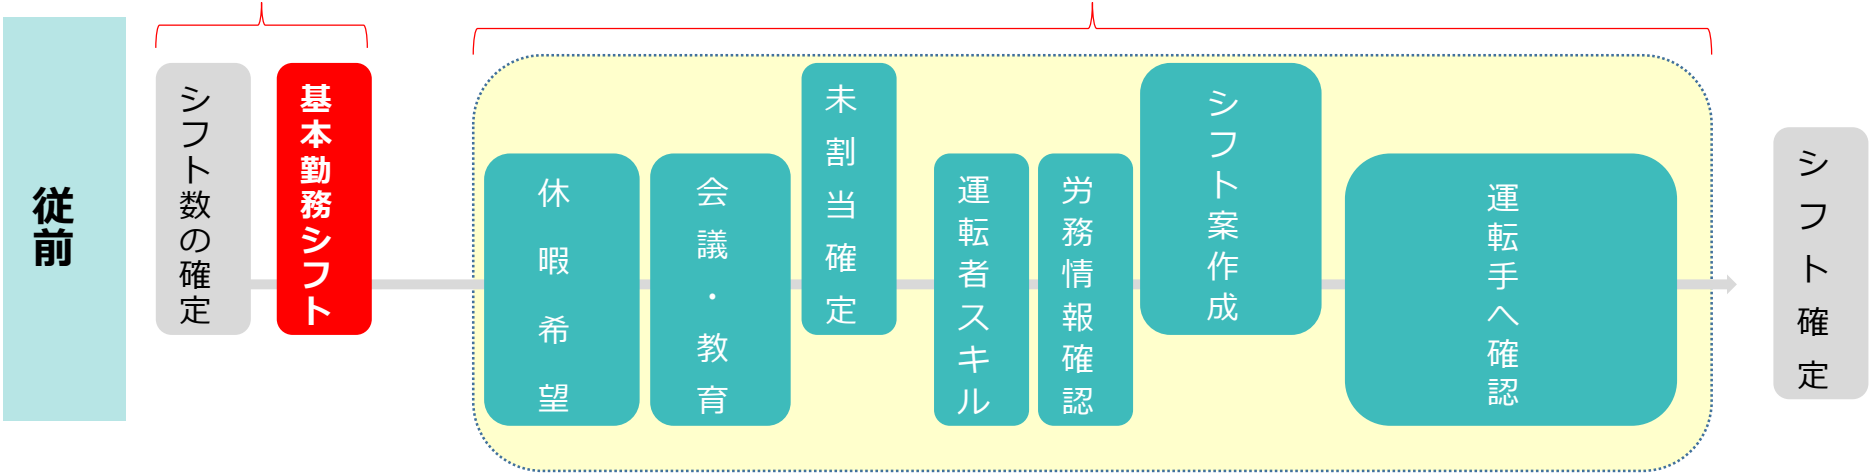 従前
シフト数の確定
基本勤務シフト
休暇希望
会議・教育
未割当確定
運転者スキル
労務情報確認
シフト案作成
運転手へ確認
シフト確定